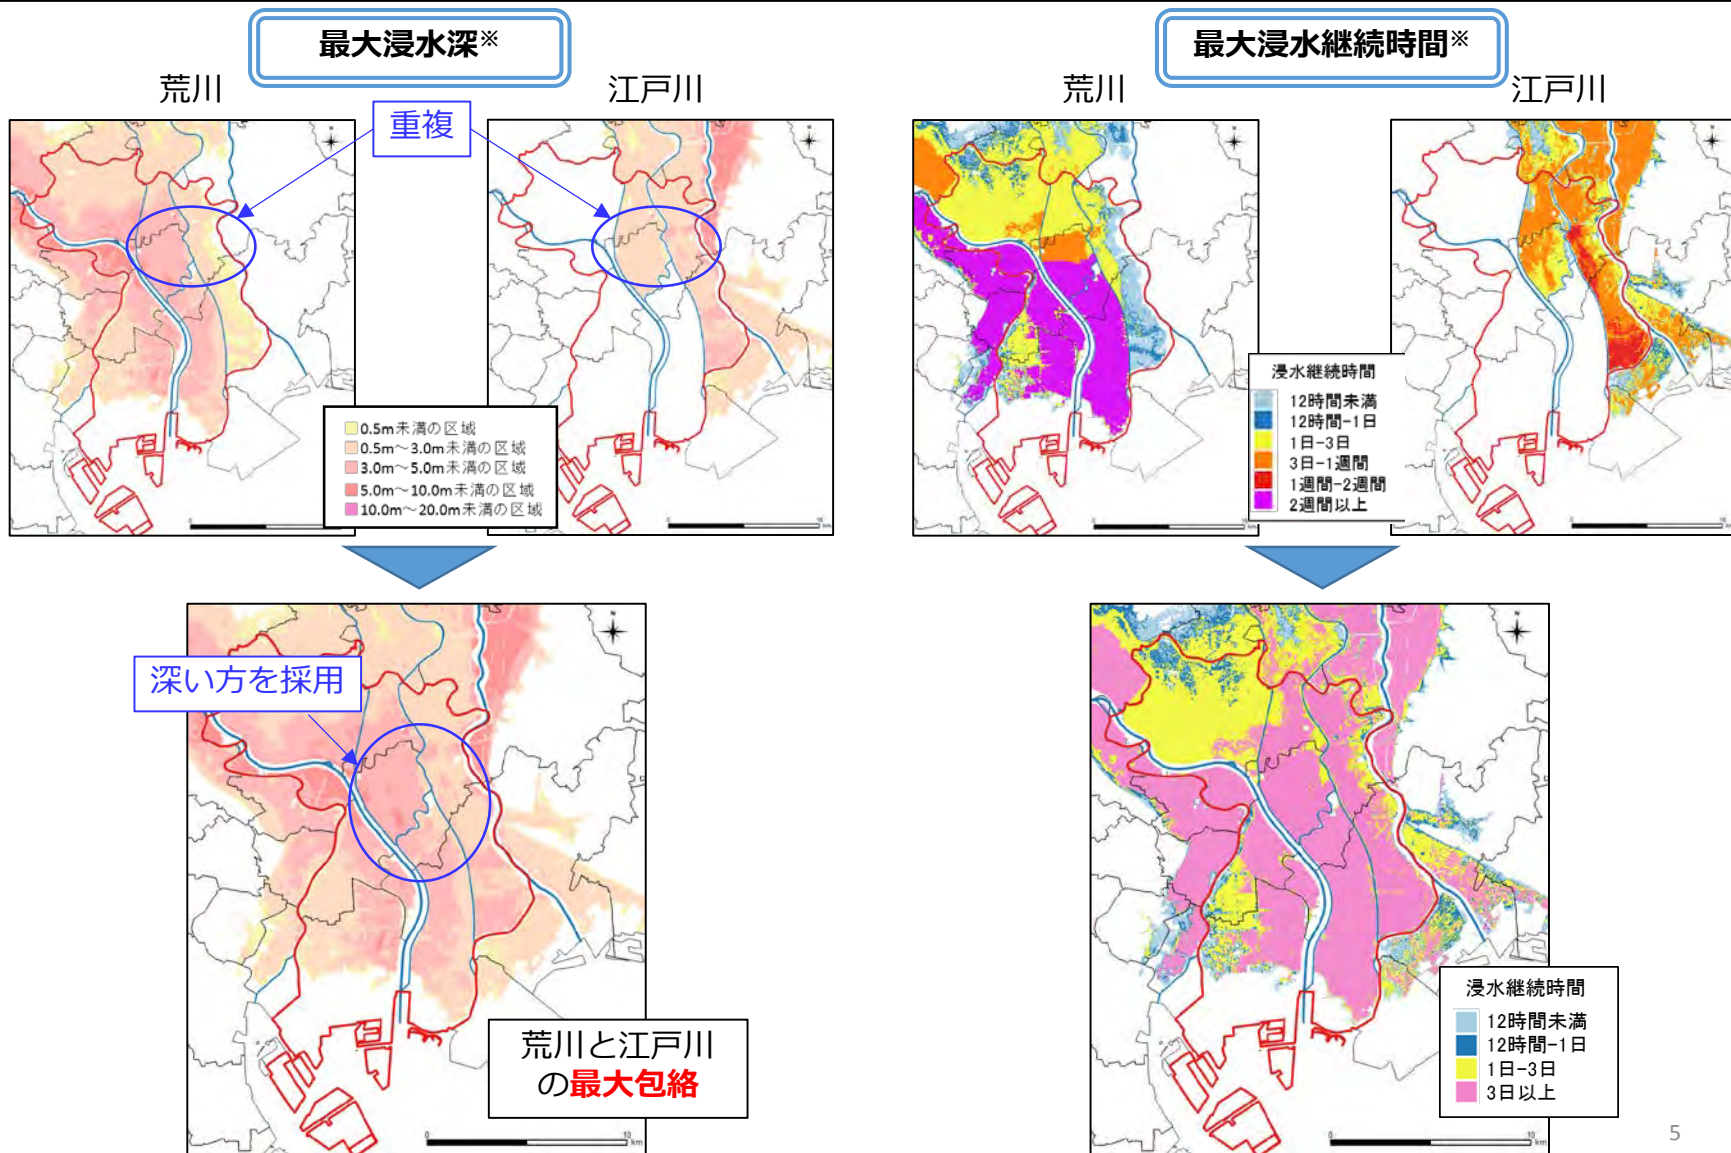 最大浸水深※
最大浸水継続時間※
荒川
江戸川
荒川
江戸川
重複
0.5m未満の区域
0.5m～3.0m未満の区域
3.0m～5.0m未満の区域
5.0m～10.0m未満の区域
10.0m～20.0m未満の区域
浸水継続時間
12時間未満
12時間-1日
1日-3日
3日-1週間
1週間-2週間
2週間以上
深い方を採用
荒川と江戸川
の最大包絡
0
10
km
浸水継続時間
12時間未満
12時間-1日
1日-3日
3日以上
0
10
km
5